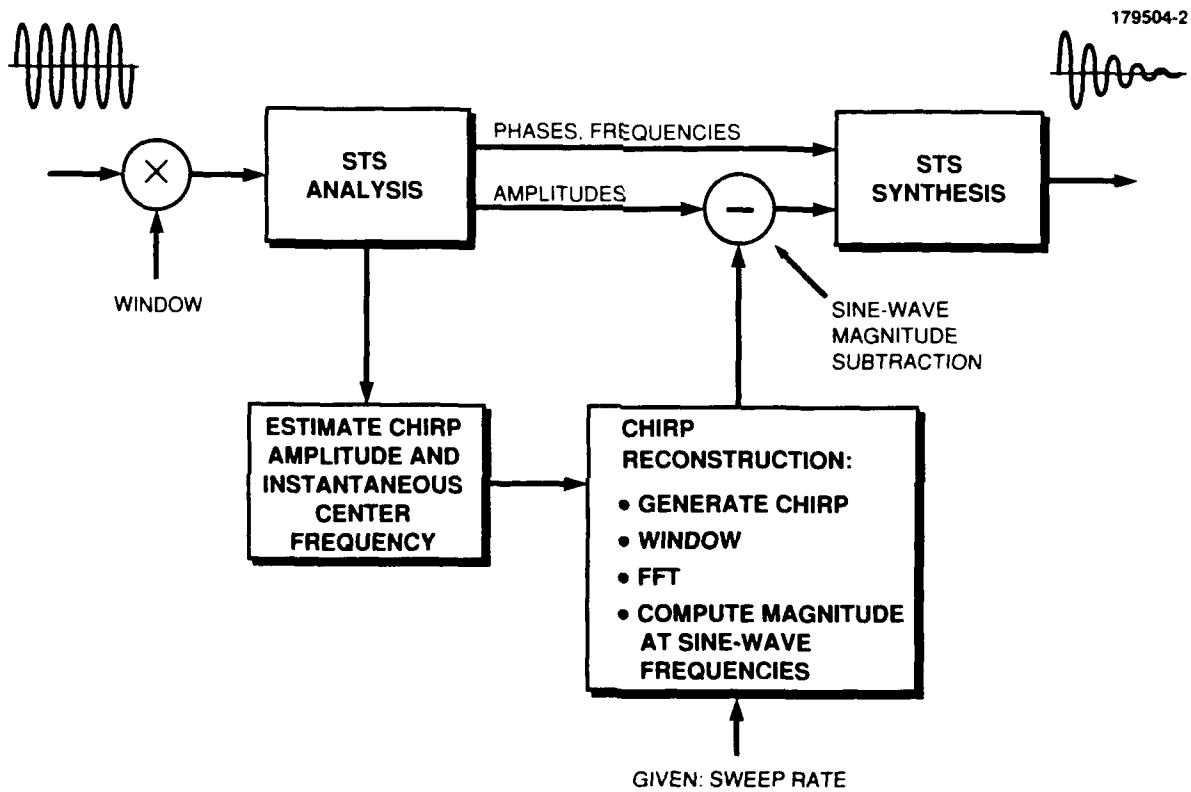 179504-2
PHASES, FREQUENCIES
STS
ANALYSIS
AMPLITUDES
STS
SYNTHESIS
×
–
WINDOW
SINE-WAVE
MAGNITUDE
SUBTRACTION
ESTIMATE CHIRP
AMPLITUDE AND
INSTANTANEOUS
CENTER
FREQUENCY
CHIRP
RECONSTRUCTION:
• GENERATE CHIRP
• WINDOW
• FFT
• COMPUTE MAGNITUDE
AT SINE-WAVE
FREQUENCIES
GIVEN: SWEEP RATE